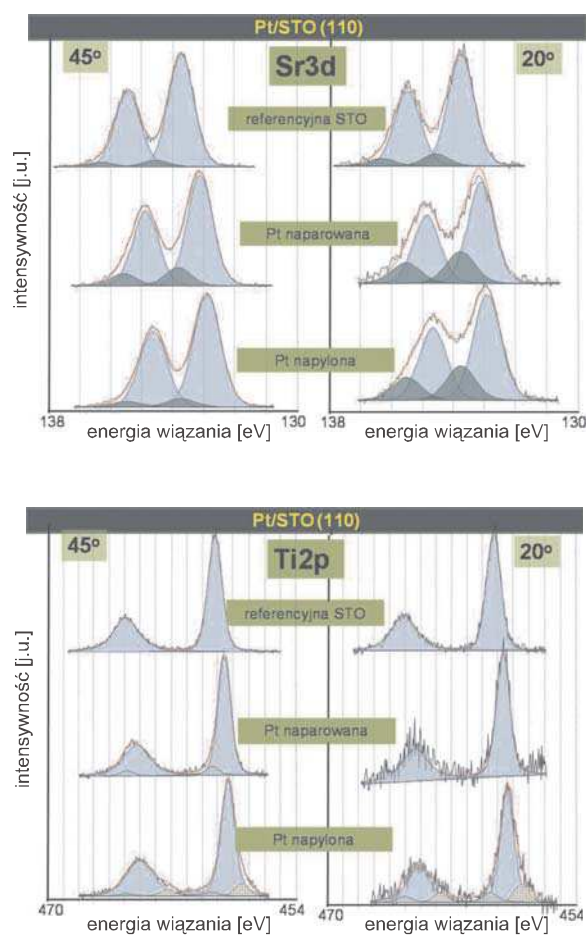 Pt/STO (110)
45° Sr3d 20°
referencyjna STO
intensywność [j.u.]
Pt naparowana
Pt napylona
138 130 138 130
energia wiązania [eV] energia wiązania [eV]
Pt/STO (110)
45° Ti2p 20°
referencyjna STO
intensywność [j.u.]
Pt naparowana
Pt napylona
470 454 470 454
energia wiązania [eV] energia wiązania [eV]